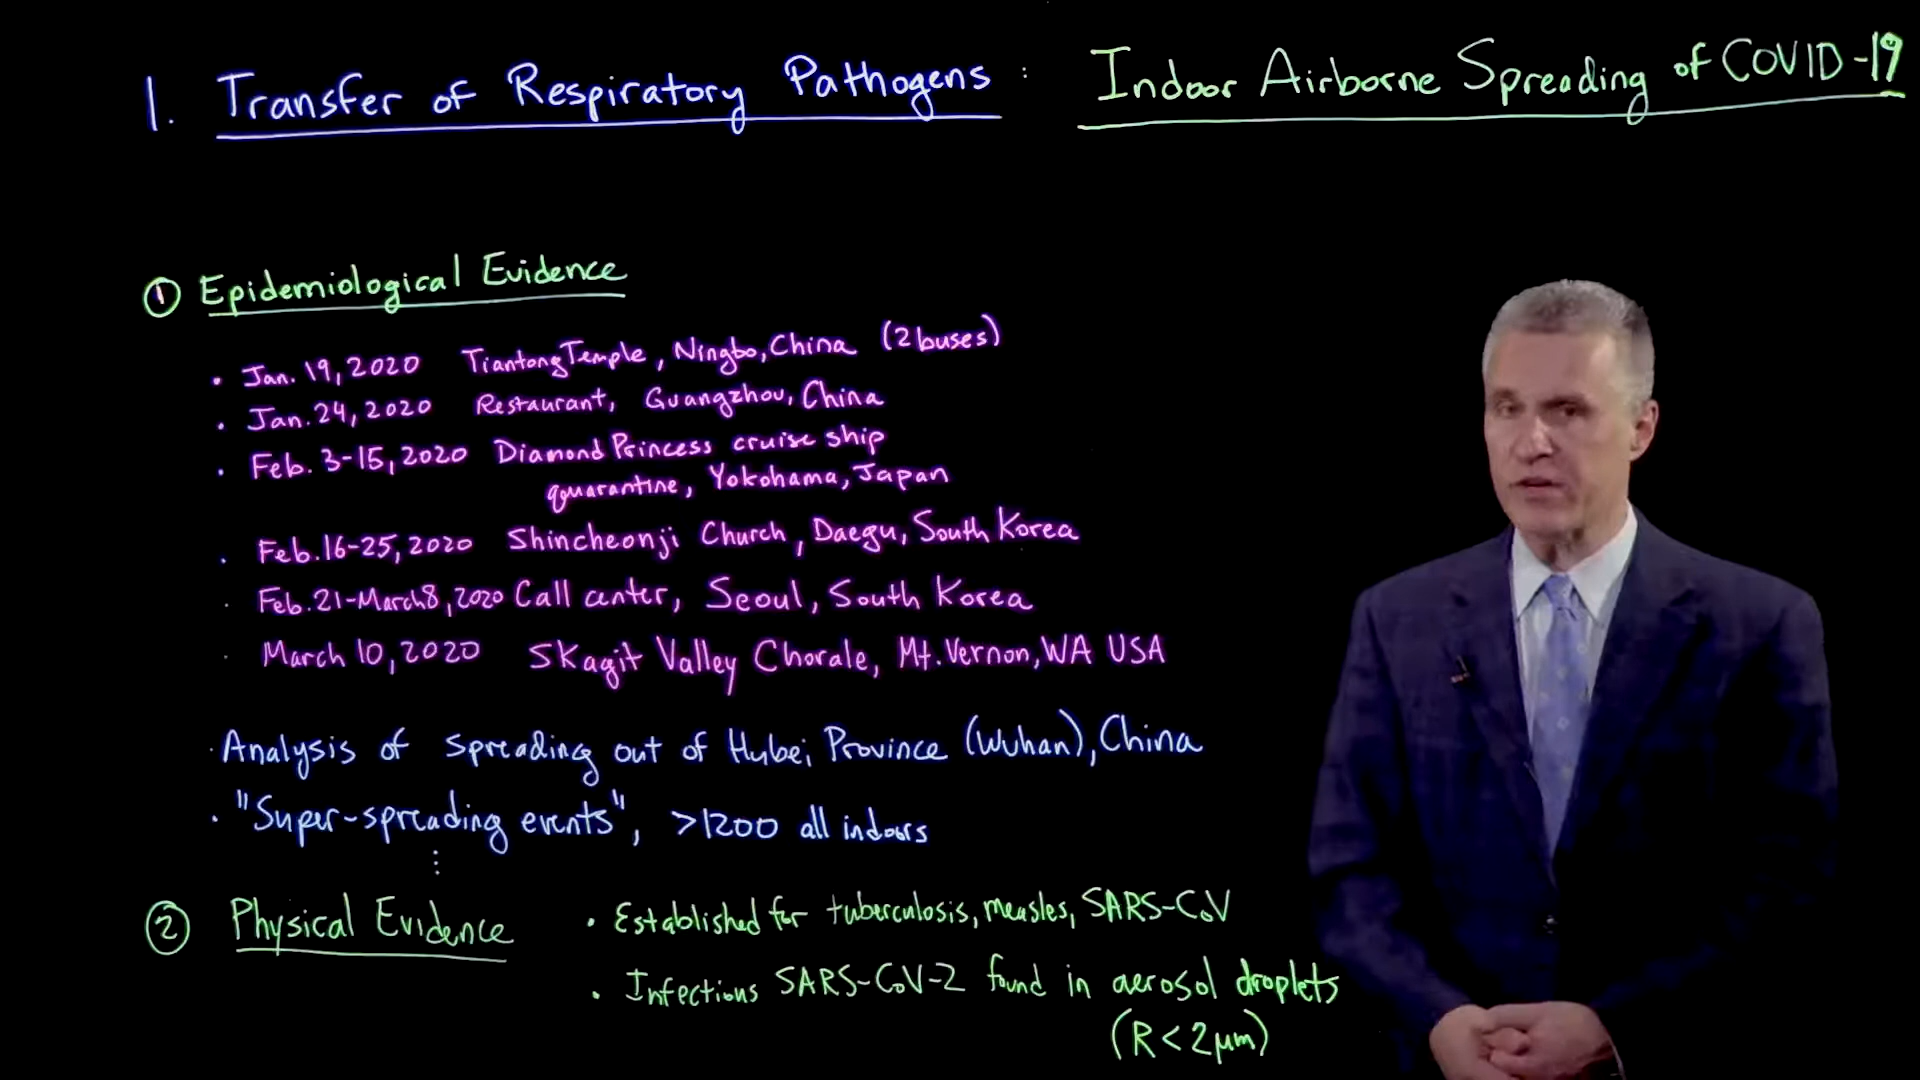 1. Transfer of Respiratory Pathogens : Indoor Airborne Spreading of COVID-19
① Epidemiological Evidence
• Jan. 19, 2020 Tiantong Temple, Ningbo, China (2 buses)
• Jan. 24, 2020 Restaurant, Guangzhou, China
• Feb. 3-15, 2020 Diamond Princess cruise ship
quarantine, Yokohama, Japan
• Feb. 16-25, 2020 Shincheonji Church, Daegu, South Korea
• Feb. 21-March 8, 2020 Call center, Seoul, South Korea
• March 10, 2020 Skagit Valley Chorale, Mt. Vernon, WA USA
• Analysis of spreading out of Hubei Province (Wuhan), China
• "Super-spreading events", >1200 all indoors
⋮
② Physical Evidence • Established for tuberculosis, measles, SARS-CoV
• Infectious SARS-CoV-2 found in aerosol droplets
(R < 2 μm)